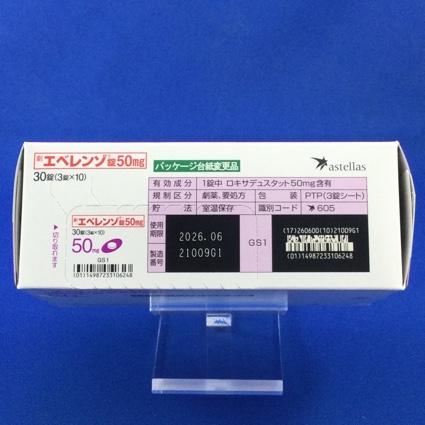 劇 エベレンゾ®錠50mg
30錠(3錠×10)
パッケージ台紙変更品
astellas
有効成分 1錠中 ロキサデュスタット50mg含有
規制区分 劇薬、要処方 包装 PTP(3錠シート)
貯法 室温保存 識別コード 605
切り取れます
劇 エベレンゾ®錠50mg
30錠(3錠×10)
50mg
GS1
(01)14987233106248
使用期限 2026.06
製造番号 21009G1
GS1
(17)260600(10)21009G1
(01)14987233106248